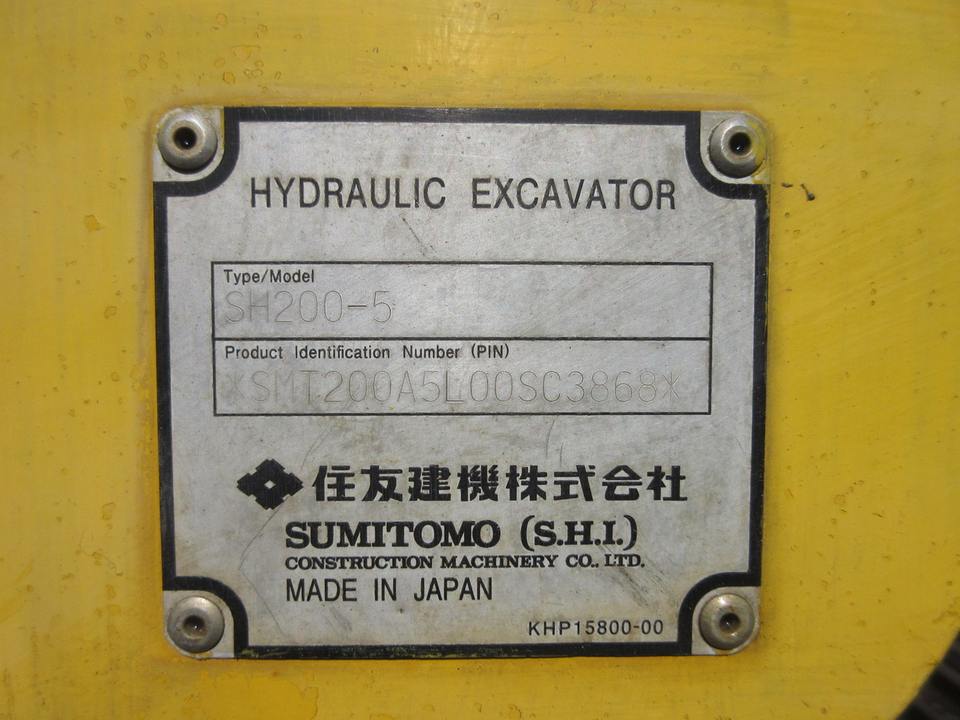 HYDRAULIC EXCAVATOR
Type/Model
SH200-5
Product Identification Number (PIN)
*SMT200A5L00SC3868*
住友建機株式会社
SUMITOMO (S.H.I.)
CONSTRUCTION MACHINERY CO., LTD.
MADE IN JAPAN
KHP15800-00